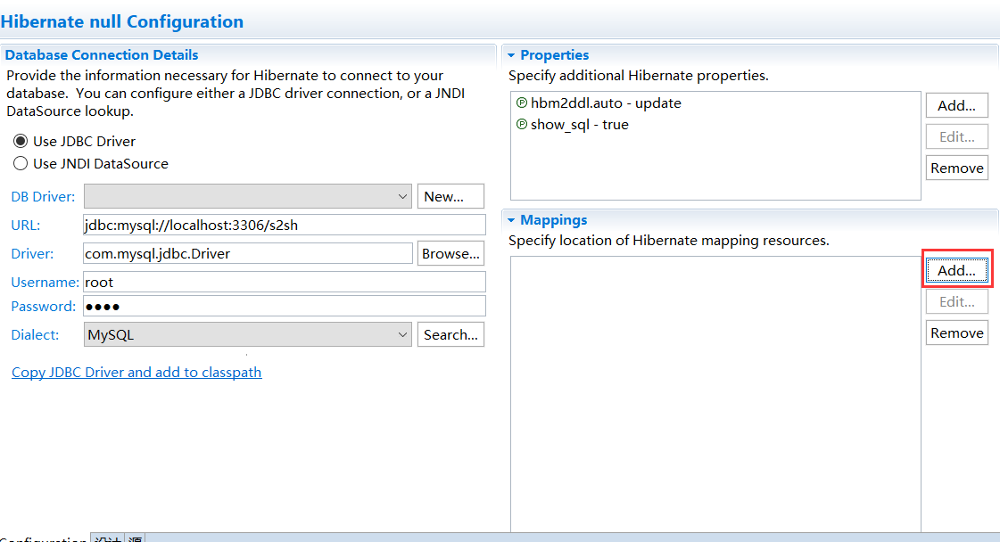 Hibernate null Configuration
Database Connection Details
Provide the information necessary for Hibernate to connect to your
database.  You can configure either a JDBC driver connection, or a JNDI
DataSource lookup.
Use JDBC Driver
Use JNDI DataSource
DB Driver:
New...
URL:
jdbc:mysql://localhost:3306/s2sh
Driver:
com.mysql.jdbc.Driver
Browse...
Username:
root
Password:
●●●●
Dialect:
MySQL
Search...
Copy JDBC Driver and add to classpath
Properties
Specify additional Hibernate properties.
hbm2ddl.auto - update
show_sql - true
Add...
Edit...
Remove
Mappings
Specify location of Hibernate mapping resources.
Add...
Edit...
Remove
Configuration 设计 源